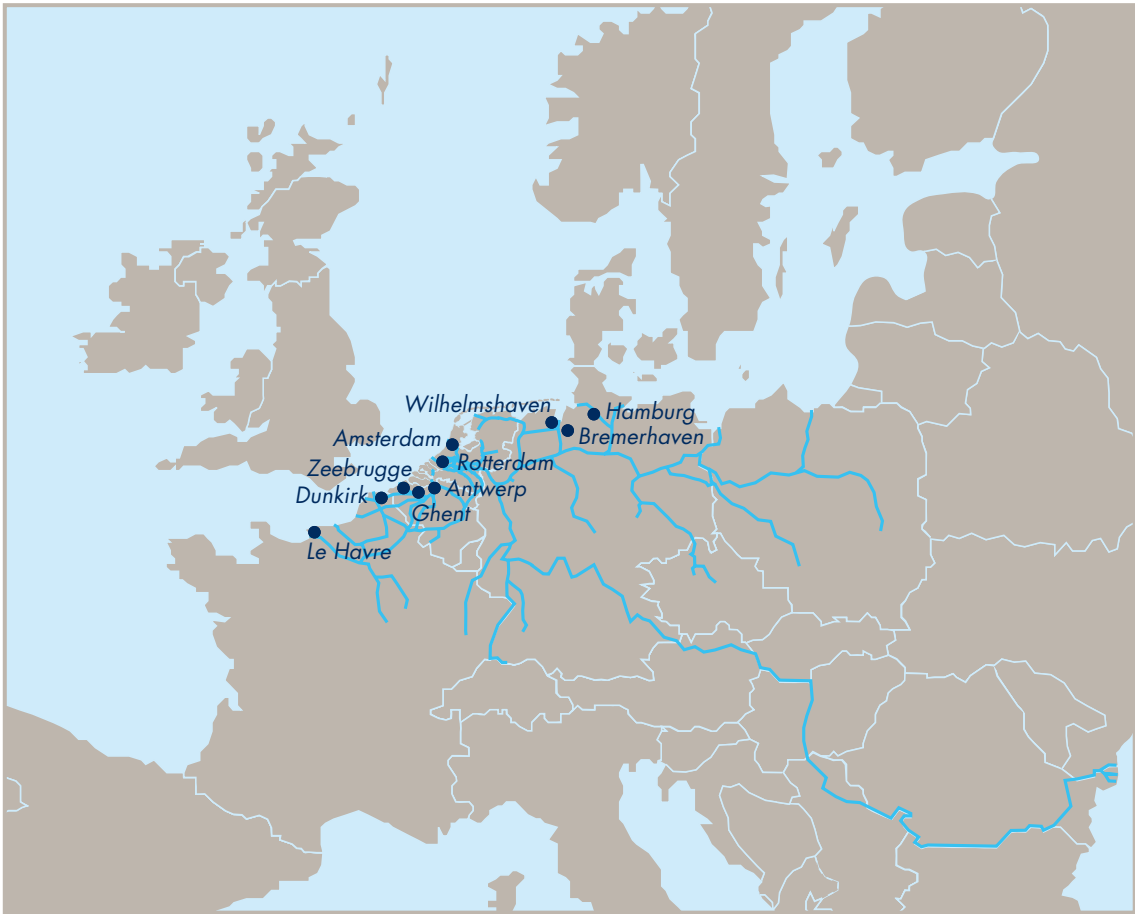 Wilhelmshaven
Hamburg
Bremerhaven
Amsterdam
Rotterdam
Zeebrugge
Antwerp
Dunkirk
Ghent
Le Havre